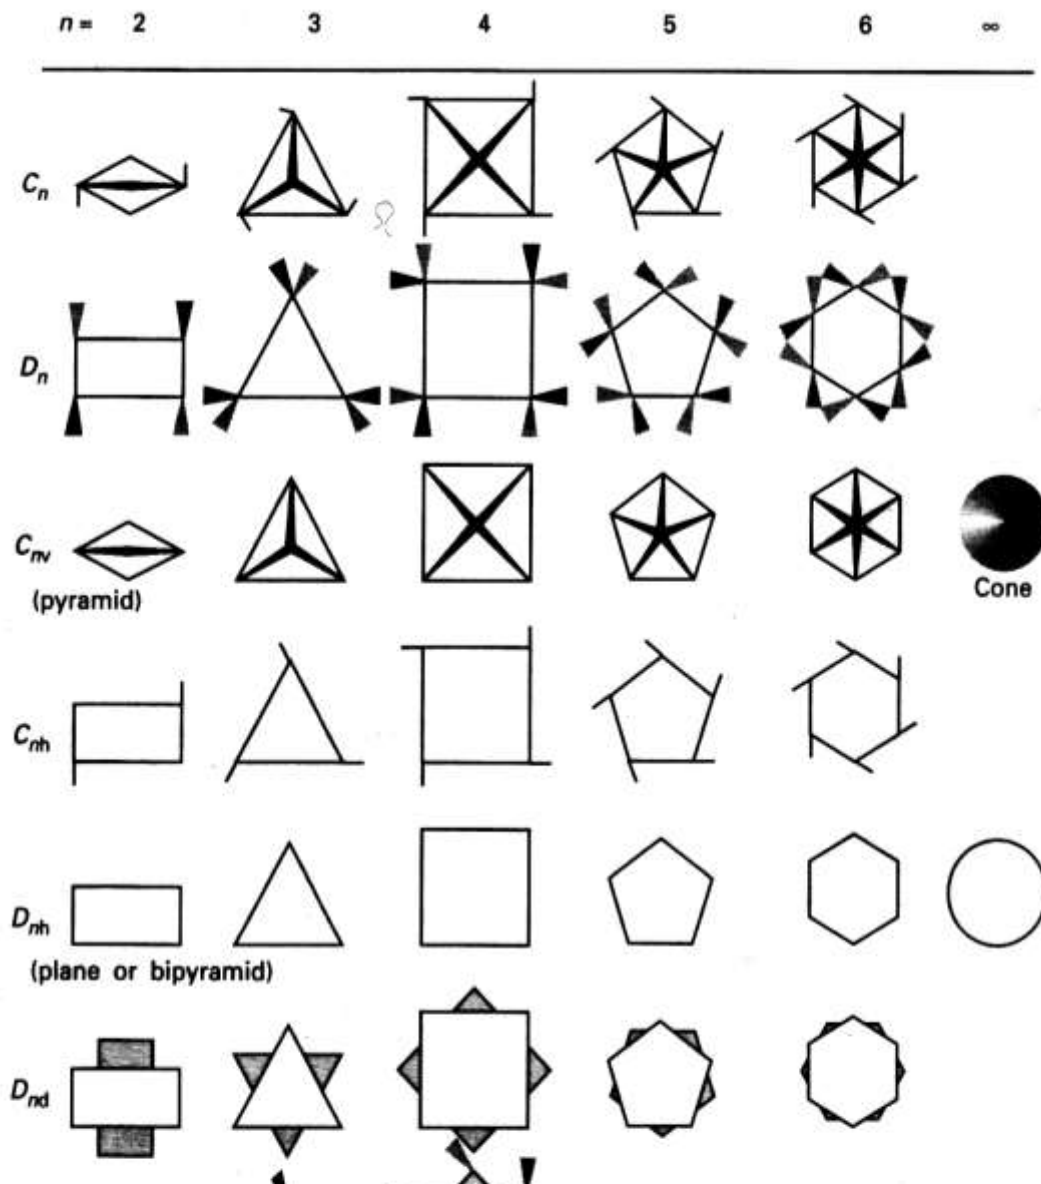 n = 2 3 4 5 6 ∞
Cn
Dn
Cnv
(pyramid)
Cone
Cnh
Dnh
(plane or bipyramid)
Dnd